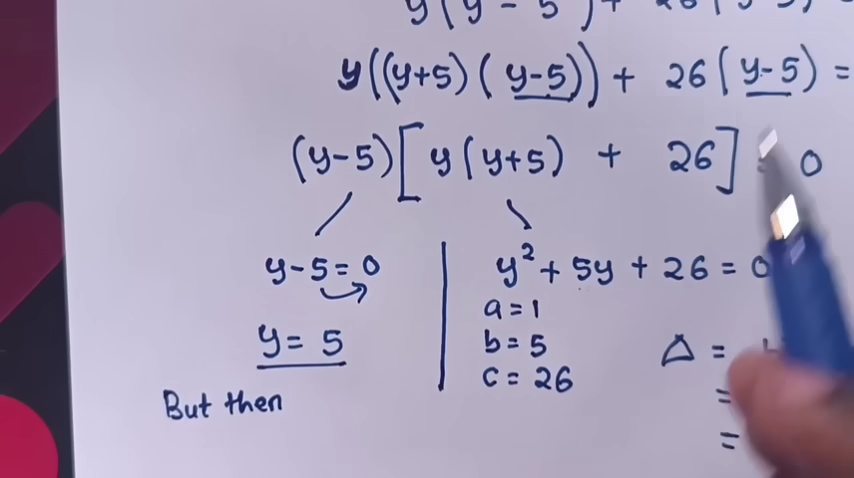 y((y+5)(y-5)) + 26(y-5) =
(y-5)[y(y+5) + 26] = 0
y-5=0
y² + 5y + 26 = 0
a=1
y= 5
b=5
Δ =
c= 26
But then
=
=